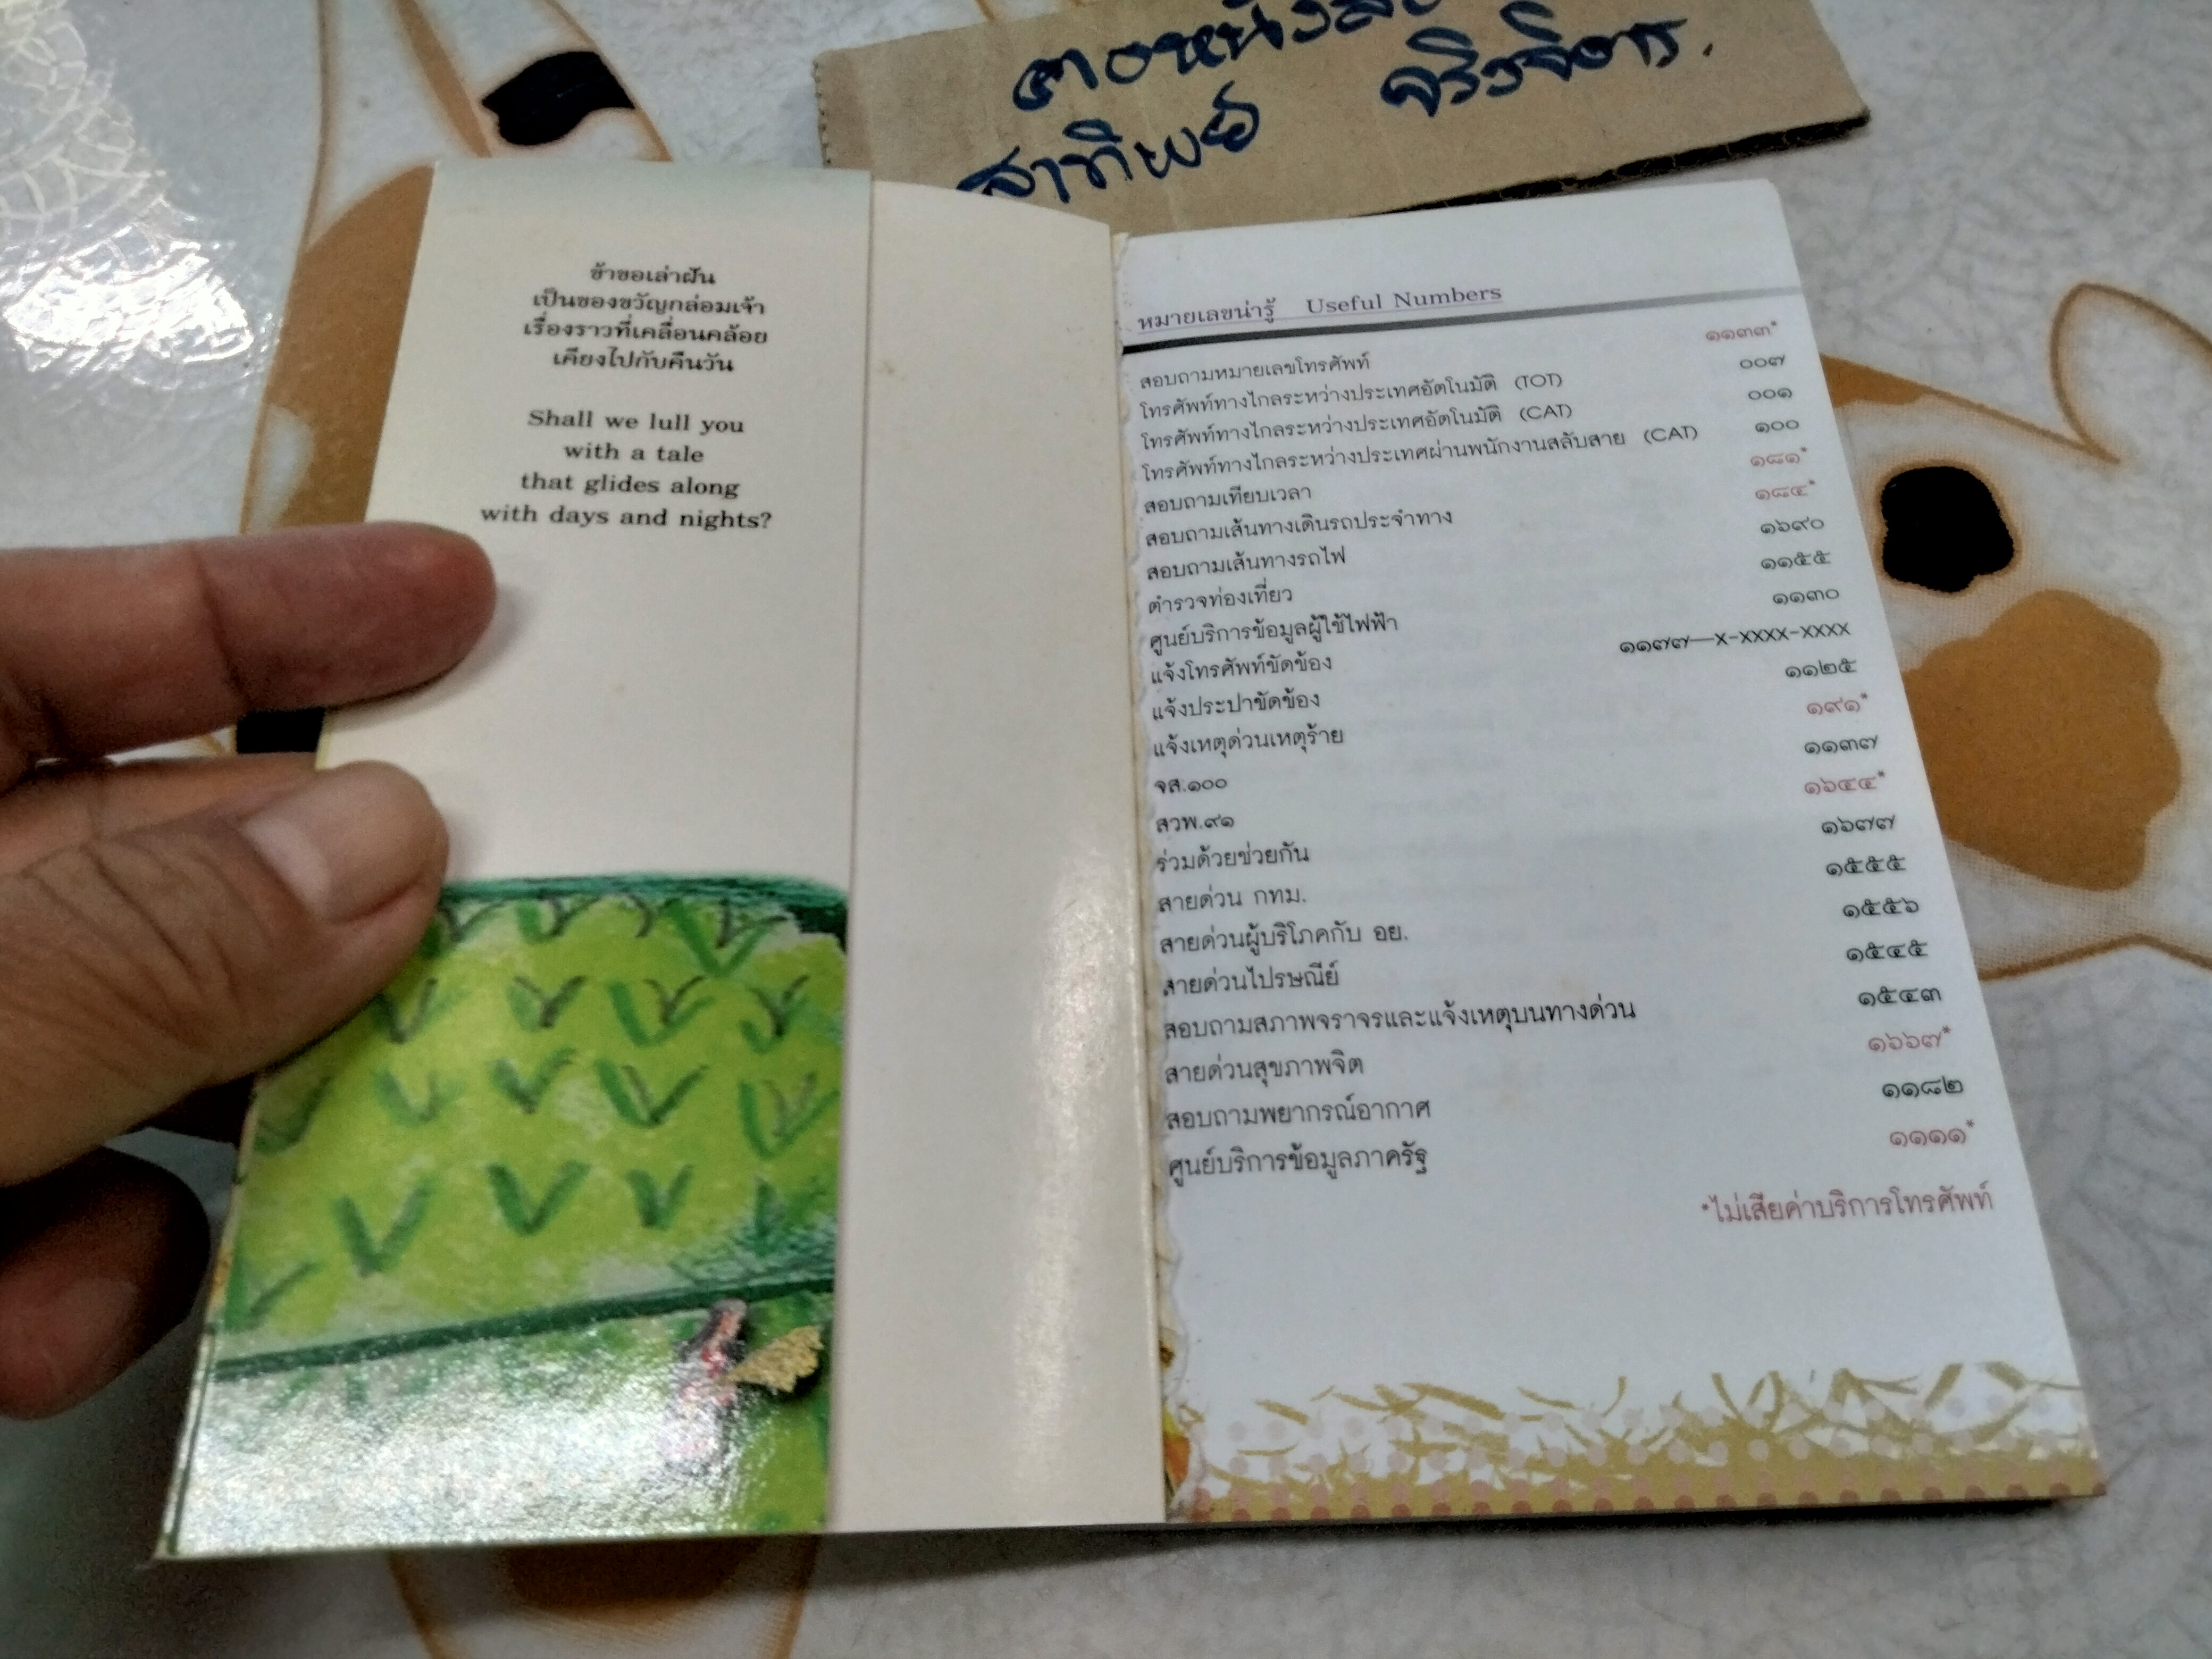 ข้าขอเล่าฝัน
เป็นของขวัญกล่อมเจ้า
เรื่องราวที่เคลื่อนคล้อย
เคียงไปกับคืนวัน
Shall we lull you
with a tale
that glides along
with days and nights?
หมายเลขน่ารู้ Useful Numbers
สอบถามหมายเลขโทรศัพท์ ๑๑๓๓*
โทรศัพท์ทางไกลระหว่างประเทศอัตโนมัติ (TOT) ๐๐๗
โทรศัพท์ทางไกลระหว่างประเทศอัตโนมัติ (CAT) ๐๐๑
โทรศัพท์ทางไกลระหว่างประเทศผ่านพนักงานสลับสาย (CAT) ๑๐๐
สอบถามเทียบเวลา ๑๘๑*
สอบถามเส้นทางเดินรถประจำทาง ๑๘๔*
สอบถามเส้นทางรถไฟ ๑๖๙๐
ตำรวจท่องเที่ยว ๑๑๕๕
ศูนย์บริการข้อมูลผู้ใช้ไฟฟ้า ๑๑๓๐
แจ้งโทรศัพท์ขัดข้อง ๑๑๗๗—X-XXXX-XXXX
แจ้งประปาขัดข้อง ๑๑๒๕
แจ้งเหตุด่วนเหตุร้าย ๑๙๑*
จส.๑๐๐ ๑๑๓๗
สวพ.๙๑ ๑๖๔๔*
ร่วมด้วยช่วยกัน ๑๖๗๗
สายด่วน กทม. ๑๕๕๕
สายด่วนผู้บริโภคกับ อย. ๑๕๕๖
สายด่วนไปรษณีย์ ๑๕๔๕
สอบถามสภาพจราจรและแจ้งเหตุบนทางด่วน ๑๕๔๓
สายด่วนสุขภาพจิต ๑๖๖๗*
สอบถามพยากรณ์อากาศ ๑๑๘๒
ศูนย์บริการข้อมูลภาครัฐ ๑๑๑๑*
*ไม่เสียค่าบริการโทรศัพท์